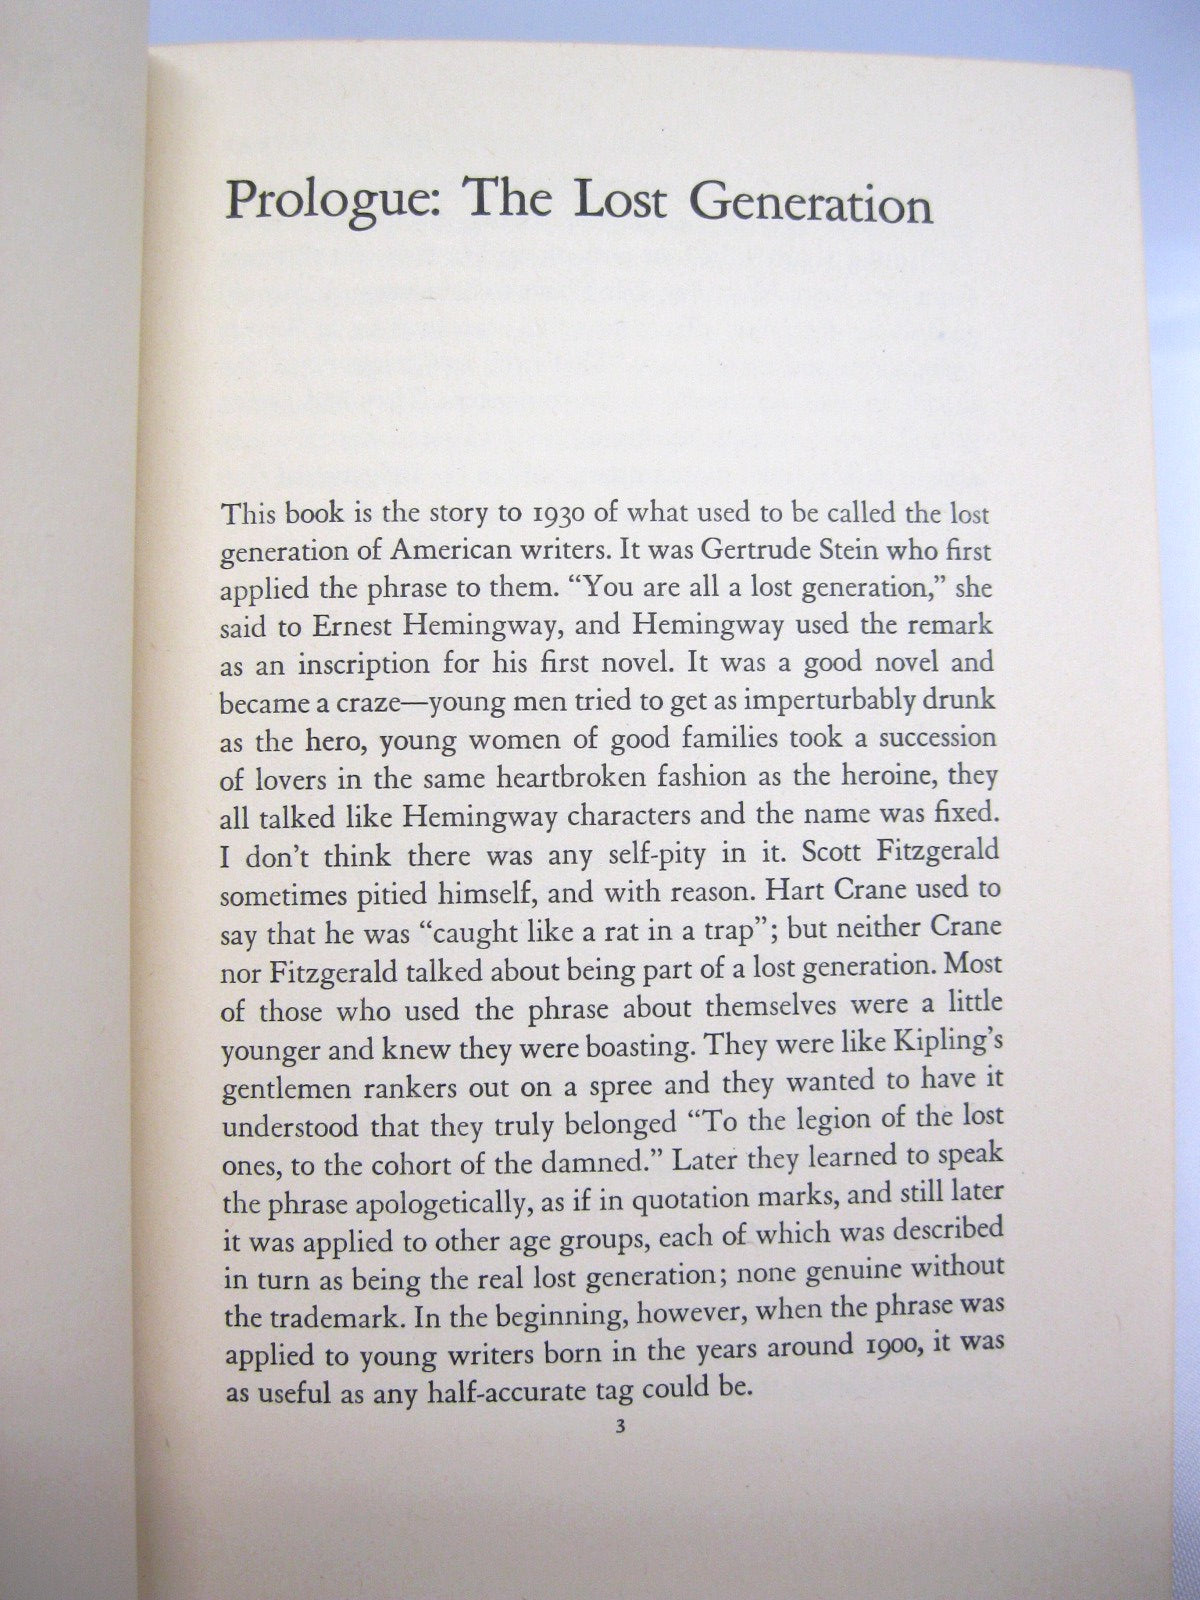 Prologue: The Lost Generation
This book is the story to 1930 of what used to be called the lost
generation of American writers. It was Gertrude Stein who first
applied the phrase to them. “You are all a lost generation,” she
said to Ernest Hemingway, and Hemingway used the remark
as an inscription for his first novel. It was a good novel and
became a craze—young men tried to get as imperturbably drunk
as the hero, young women of good families took a succession
of lovers in the same heartbroken fashion as the heroine, they
all talked like Hemingway characters and the name was fixed.
I don’t think there was any self-pity in it. Scott Fitzgerald
sometimes pitied himself, and with reason. Hart Crane used to
say that he was “caught like a rat in a trap”; but neither Crane
nor Fitzgerald talked about being part of a lost generation. Most
of those who used the phrase about themselves were a little
younger and knew they were boasting. They were like Kipling’s
gentlemen rankers out on a spree and they wanted to have it
understood that they truly belonged “To the legion of the lost
ones, to the cohort of the damned.” Later they learned to speak
the phrase apologetically, as if in quotation marks, and still later
it was applied to other age groups, each of which was described
in turn as being the real lost generation; none genuine without
the trademark. In the beginning, however, when the phrase was
applied to young writers born in the years around 1900, it was
as useful as any half-accurate tag could be.
3